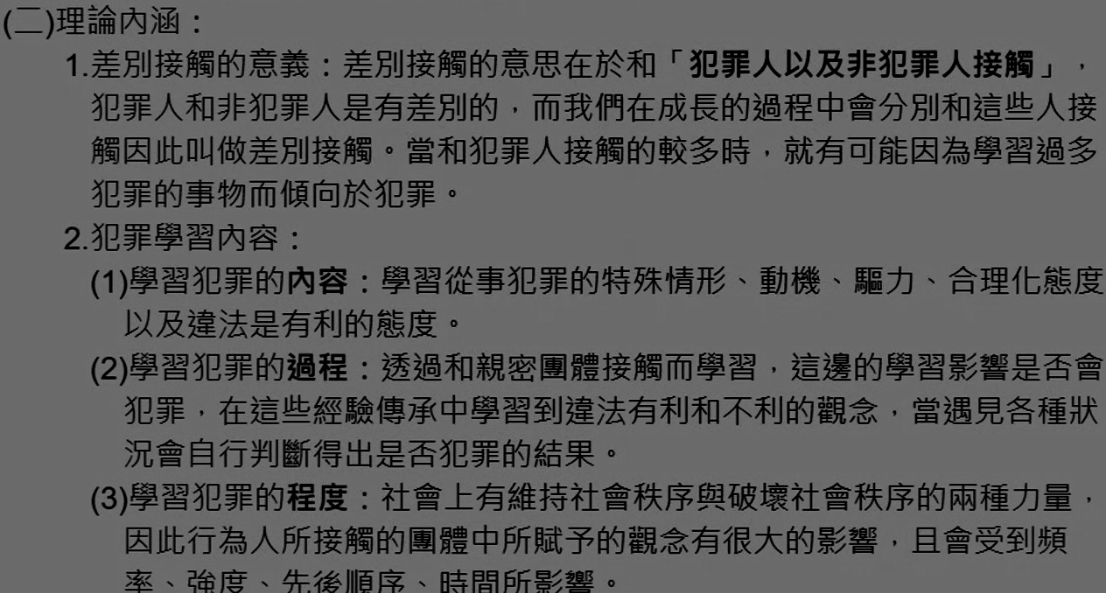 (二)理論內涵：
1.差別接觸的意義：差別接觸的意思在於和「犯罪人以及非犯罪人接觸」，
犯罪人和非犯罪人是有差別的，而我們在成長的過程中會分別和這些人接
觸因此叫做差別接觸。當和犯罪人接觸的較多時，就有可能因為學習過多
犯罪的事物而傾向於犯罪。
2.犯罪學習內容：
(1)學習犯罪的內容：學習從事犯罪的特殊情形、動機、驅力、合理化態度
以及違法是有利的態度。
(2)學習犯罪的過程：透過和親密團體接觸而學習，這邊的學習影響是否會
犯罪，在這些經驗傳承中學習到違法有利和不利的觀念，當遇見各種狀
況會自行判斷得出是否犯罪的結果。
(3)學習犯罪的程度：社會上有維持社會秩序與破壞社會秩序的兩種力量，
因此行為人所接觸的團體中所賦予的觀念有很大的影響，且會受到頻
率、強度、先後順序、時間所影響。